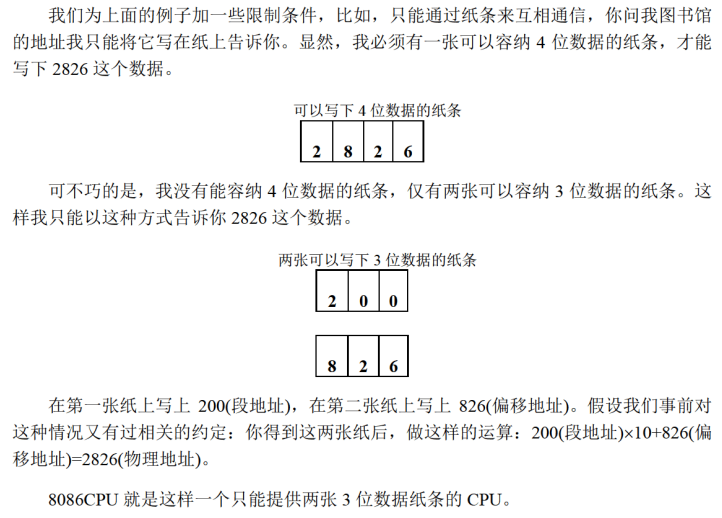 我们为上面的例子加一些限制条件，比如，只能通过纸条来互相通信，你问我图书馆
的地址我只能将它写在纸上告诉你。显然，我必须有一张可以容纳 4 位数据的纸条，才能
写下 2826 这个数据。
可以写下 4 位数据的纸条
2 8 2 6
可不巧的是，我没有能容纳 4 位数据的纸条，仅有两张可以容纳 3 位数据的纸条。这
样我只能以这种方式告诉你 2826 这个数据。
两张可以写下 3 位数据的纸条
2 0 0
8 2 6
在第一张纸上写上 200(段地址)，在第二张纸上写上 826(偏移地址)。假设我们事前对
这种情况又有过相关的约定：你得到这两张纸后，做这样的运算：200(段地址)×10+826(偏
移地址)=2826(物理地址)。
8086CPU 就是这样一个只能提供两张 3 位数据纸条的 CPU。